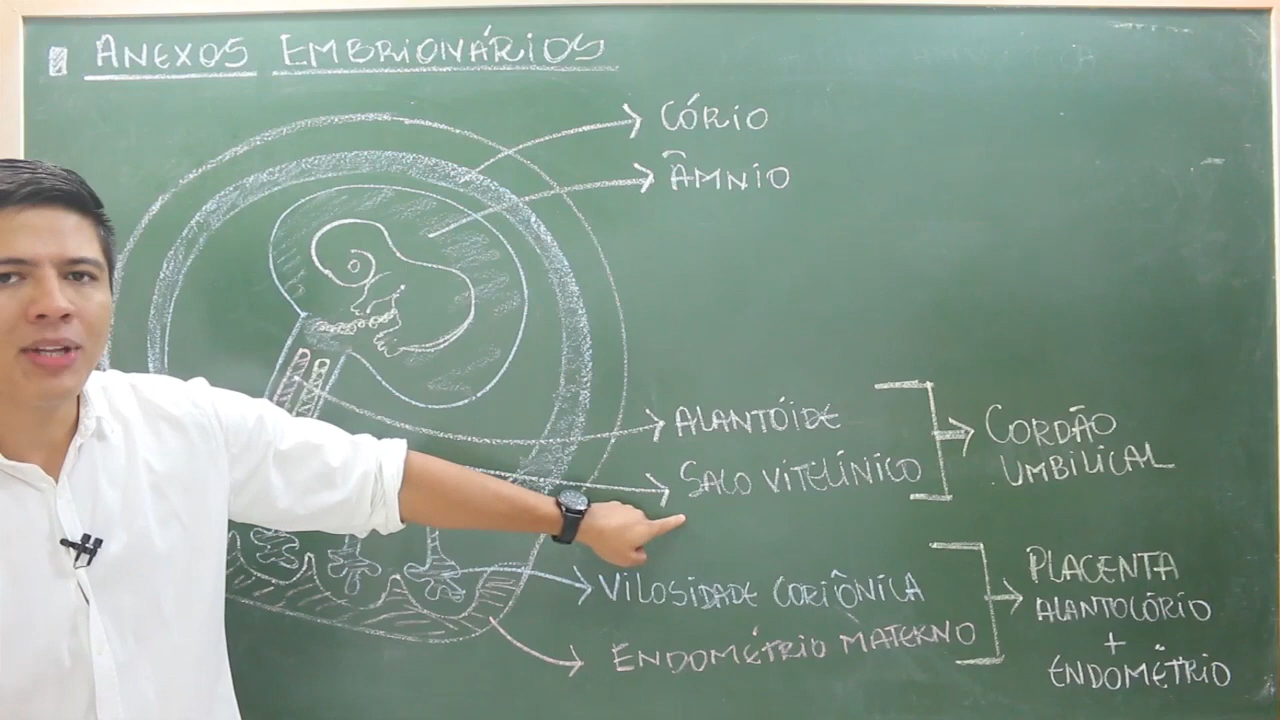 ANEXOS EMBRIONÁRIOS
CÓRIO
ÂMNIO
ALANTÓIDE
SACO VITELÍNICO
CORDÃO
UMBILICAL
VILOSIDADE CORIÔNICA
ENDOMÉTRIO MATERNO
PLACENTA
ALANTOCÓRIO
+
ENDOMÉTRIO